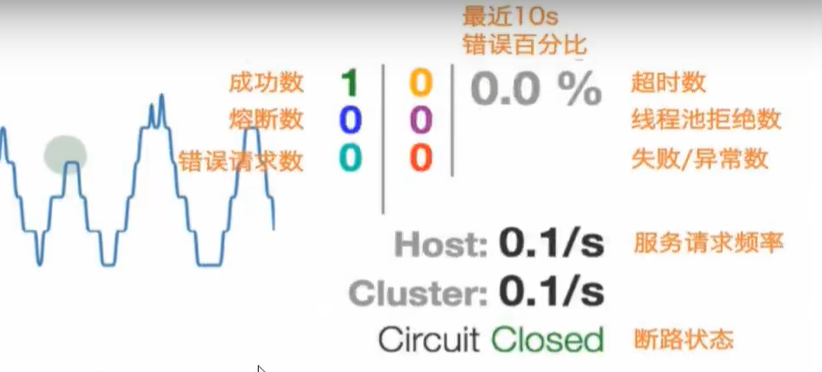 最近10s
错误百分比
成功数 1 0 0.0 % 超时数
熔断数 0 0 线程池拒绝数
错误请求数 0 0 失败/异常数
Host: 0.1/s 服务请求频率
Cluster: 0.1/s
Circuit Closed 断路状态